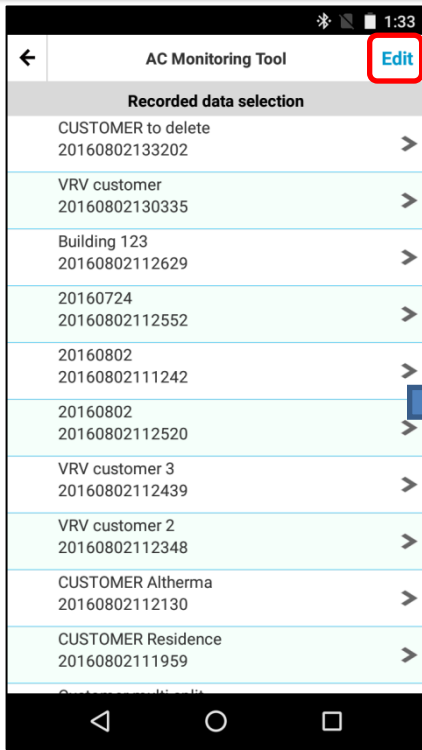 1:33
AC Monitoring Tool
Edit
Recorded data selection
CUSTOMER to delete
20160802133202
VRV customer
20160802130335
Building 123
20160802112629
20160724
20160802112552
20160802
20160802111242
20160802
20160802112520
VRV customer 3
20160802112439
VRV customer 2
20160802112348
CUSTOMER Altherma
20160802112130
CUSTOMER Residence
20160802111959